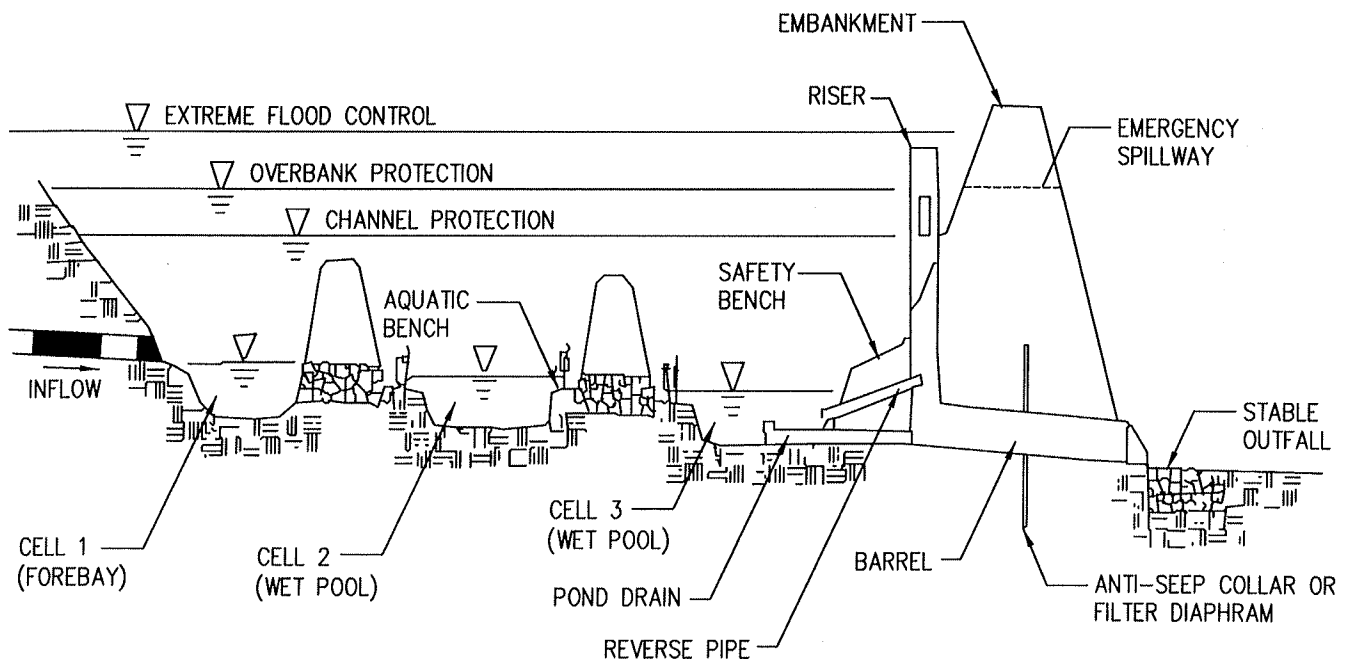 EMBANKMENT
RISER
EXTREME FLOOD CONTROL
EMERGENCY
SPILLWAY
OVERBANK PROTECTION
CHANNEL PROTECTION
SAFETY
BENCH
AQUATIC
BENCH
INFLOW
STABLE
OUTFALL
CELL 1
(FOREBAY)
CELL 2
(WET POOL)
CELL 3
(WET POOL)
POND DRAIN
REVERSE PIPE
BARREL
ANTI-SEEP COLLAR OR
FILTER DIAPHRAM